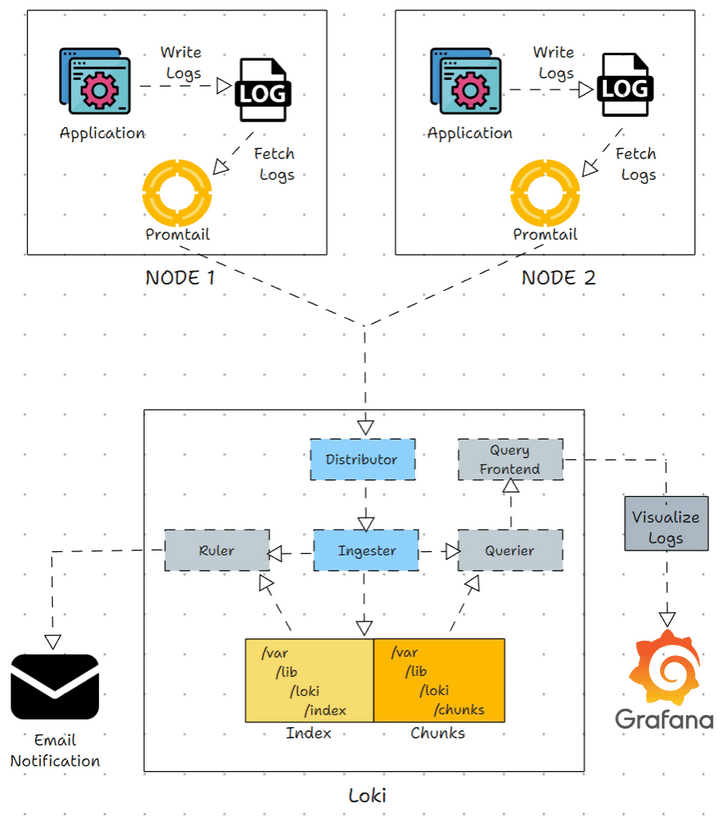 Write
Logs
LOG
Application
Fetch
Logs
Promtail
NODE 1
Write
Logs
LOG
Application
Fetch
Logs
Promtail
NODE 2
Distributor
Query
Frontend
Visualize
Logs
Ruler
Ingester
Querier
/var
/lib
/loki
/index
Index
/var
/lib
/loki
/chunks
Chunks
Email
Notification
Grafana
Loki